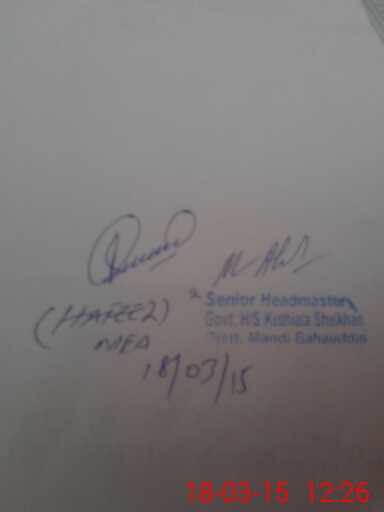 (HAFEEZ)
MEA
18/03/15
Senior Headmaster
Govt. H/S Kuthiala Sheikhan
Distt. Mandi Bahauddin
18-03-15 12:26